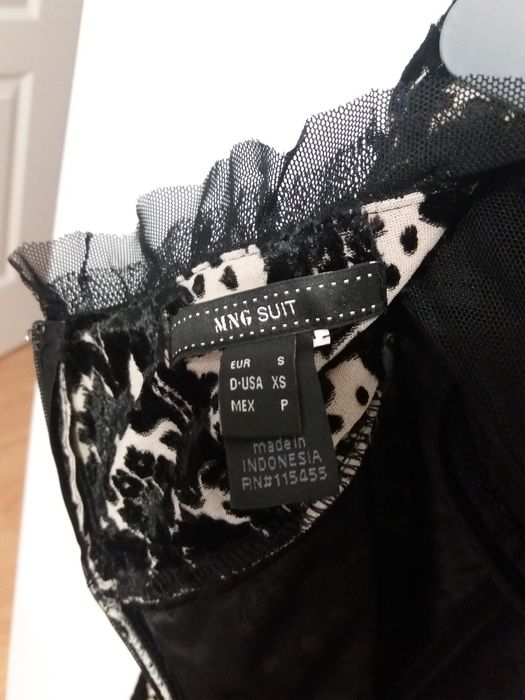 MNG SUIT
EUR S
D-USA XS
MEX P
made in
INDONESIA
RN#115455